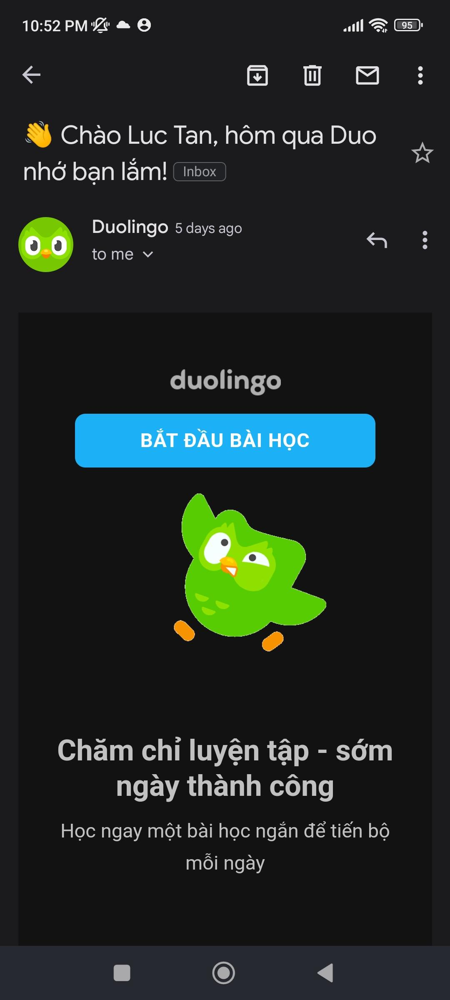 10:52 PM
95
👋 Chào Luc Tan, hôm qua Duo
nhớ bạn lắm! Inbox
Duolingo 5 days ago
to me
duolingo
BẮT ĐẦU BÀI HỌC
Chăm chỉ luyện tập - sớm
ngày thành công
Học ngay một bài học ngắn để tiến bộ
mỗi ngày